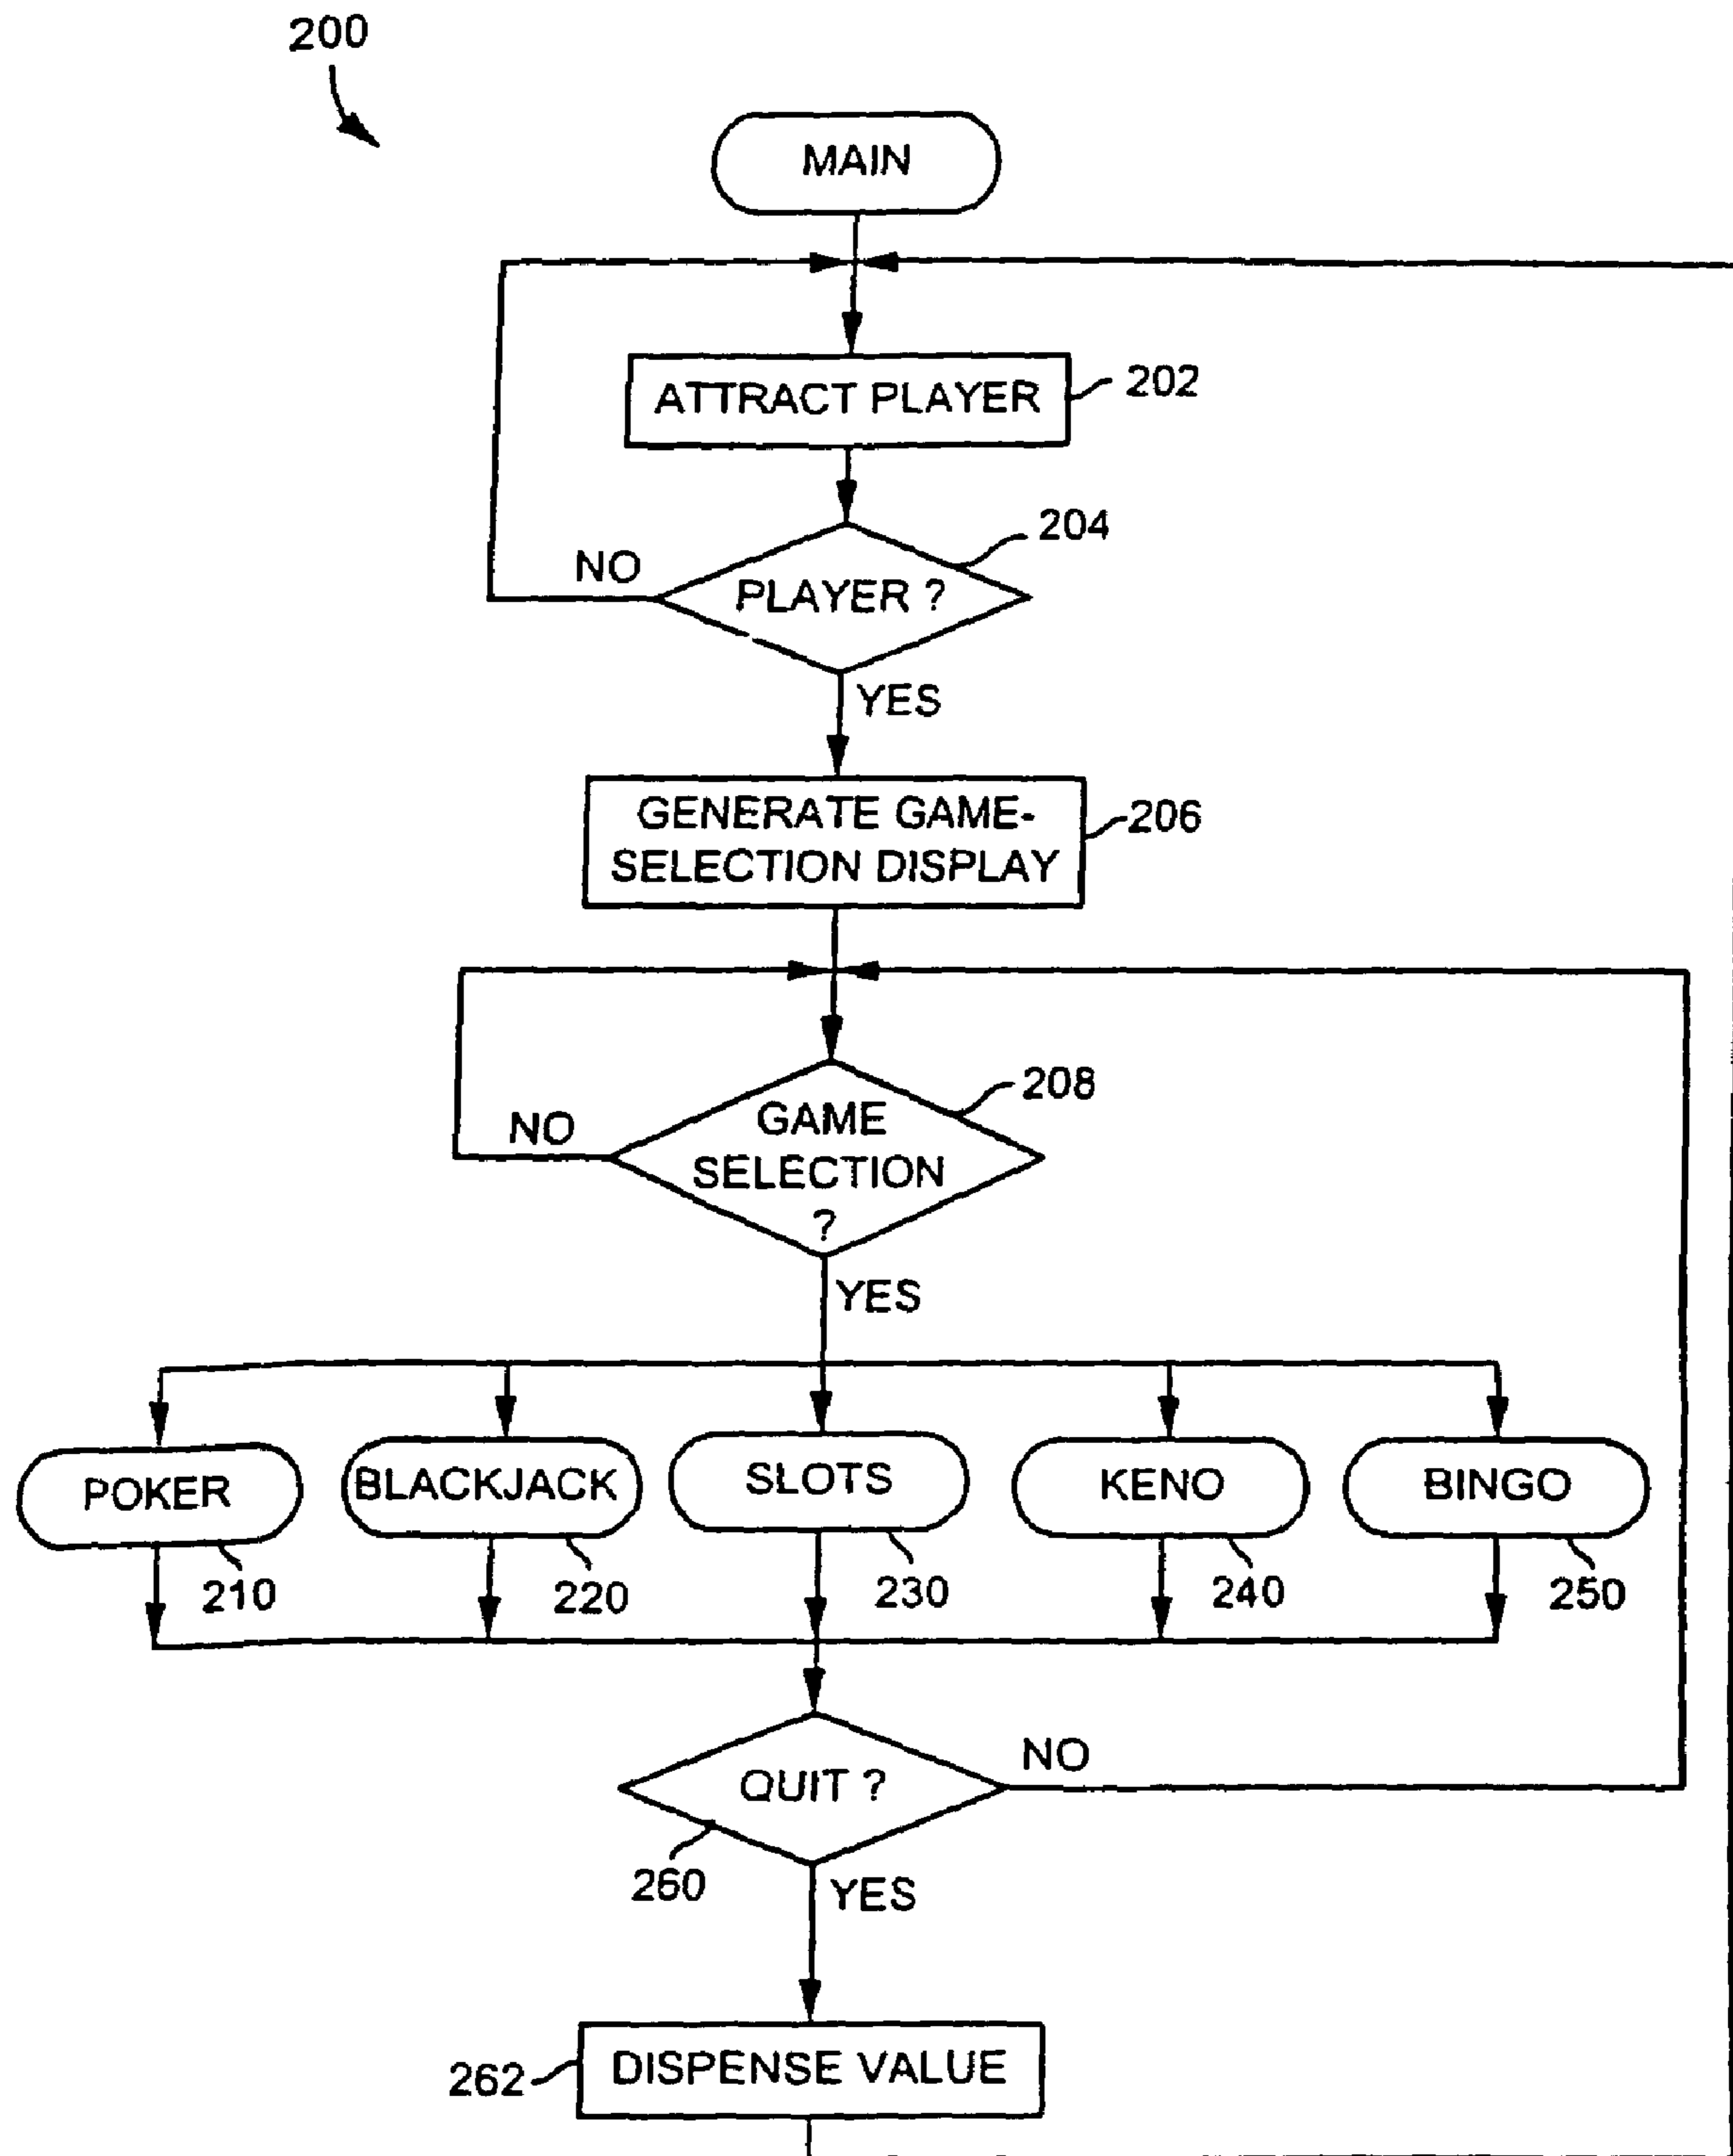 200
MAIN
ATTRACT PLAYER
202
204
NO
PLAYER ?
YES
GENERATE GAME-
SELECTION DISPLAY
206
208
NO
GAME
SELECTION
?
YES
POKER
BLACKJACK
SLOTS
KENO
BINGO
210
220
230
240
250
QUIT ?
NO
260
YES
262
DISPENSE VALUE